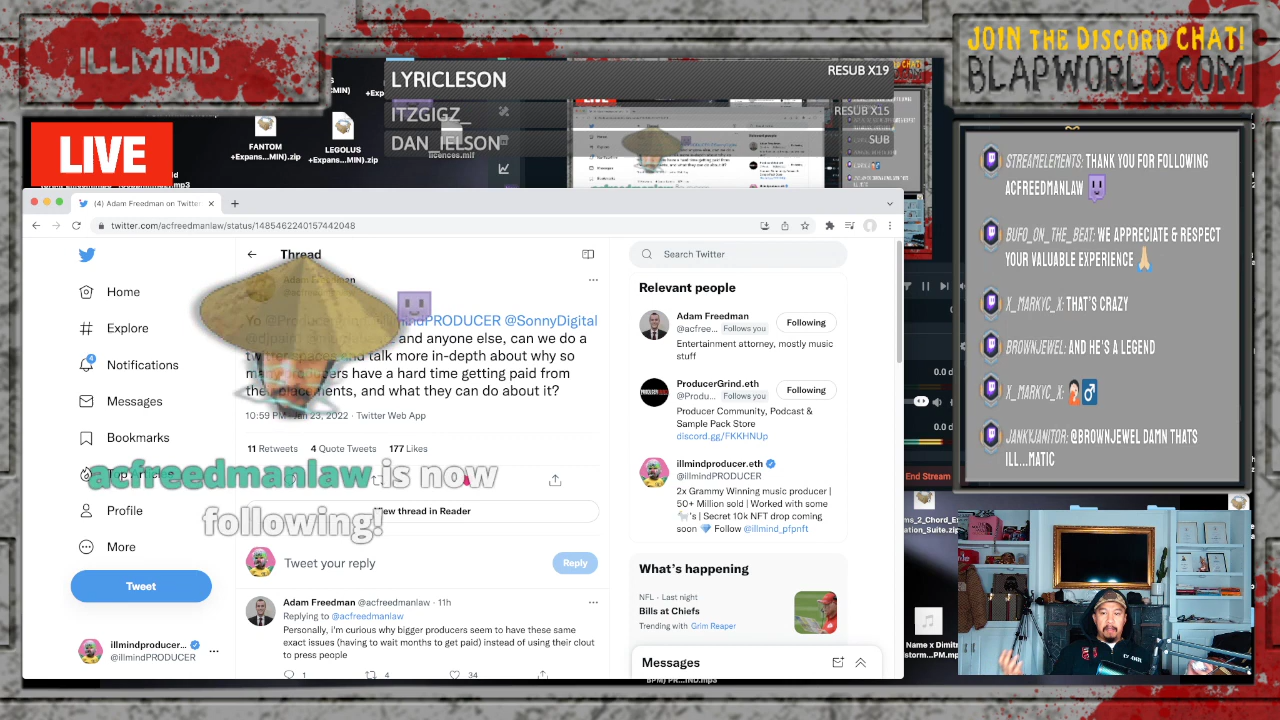 ILLMIND
JOIN THE DISCORD CHAT!
BLAPWORLD.COM
LIVE
LYRICLESON
RESUB X19
ITZGIGZ_
RESUB X15
DAN_IELSON
SUB
FANTOM
+Expans...MIN).zip
LEGOLUS
+Expans...MIN).zip
licences.mlf
(4) Adam Freedman on Twitter
twitter.com/acfreedmanlaw/status/1485462240157442048
Home
Explore
Notifications
Messages
Bookmarks
Top Articles
Profile
More
Tweet
illmindproducer...
@illmindPRODUCER
Thread
Yo
PRODUCER @SonnyDigital
and anyone else, can we do a
talk more in-depth about why so
have a hard time getting paid from
and what they can do about it?
10:59 PM · Jan 23, 2022 · Twitter Web App
11 Retweets 4 Quote Tweets 177 Likes
acfreedmanlaw is now
following!
View thread in Reader
Tweet your reply
Reply
Adam Freedman @acfreedmanlaw · 11h
Replying to @acfreedmanlaw
Personally, i'm curious why bigger producers seem to have these same
exact issues (having to wait months to get paid) instead of using their clout
to press people
1 4 34
Search Twitter
Relevant people
Adam Freedman
@acfree... Follows you
Following
Entertainment attorney, mostly music
stuff
ProducerGrind.eth
@Produ... Follows you
Following
Producer Community, Podcast &
Sample Pack Store
discord.gg/FKKHNUp
illmindproducer.eth
@illmindPRODUCER
2x Grammy Winning music producer |
50+ Million sold | Worked with some
🐐's | Secret 10k NFT drop coming
soon 💎 Follow @illmind_pfpnft
What's happening
NFL · Last night
Bills at Chiefs
Trending with Grim Reaper
Messages
STREAMELEMENTS: THANK YOU FOR FOLLOWING
ACFREEDMANLAW
BUFO_ON_THE_BEAT: WE APPRECIATE & RESPECT
YOUR VALUABLE EXPERIENCE 🙏🏼
X_MARKYC_X: THAT'S CRAZY
BROWNJEWEL: AND HE'S A LEGEND
X_MARKYC_X: 🤦🏻♂
JANKYJANITOR: @BROWNJEWEL DAMN THATS
ILL...MATIC
End Stream